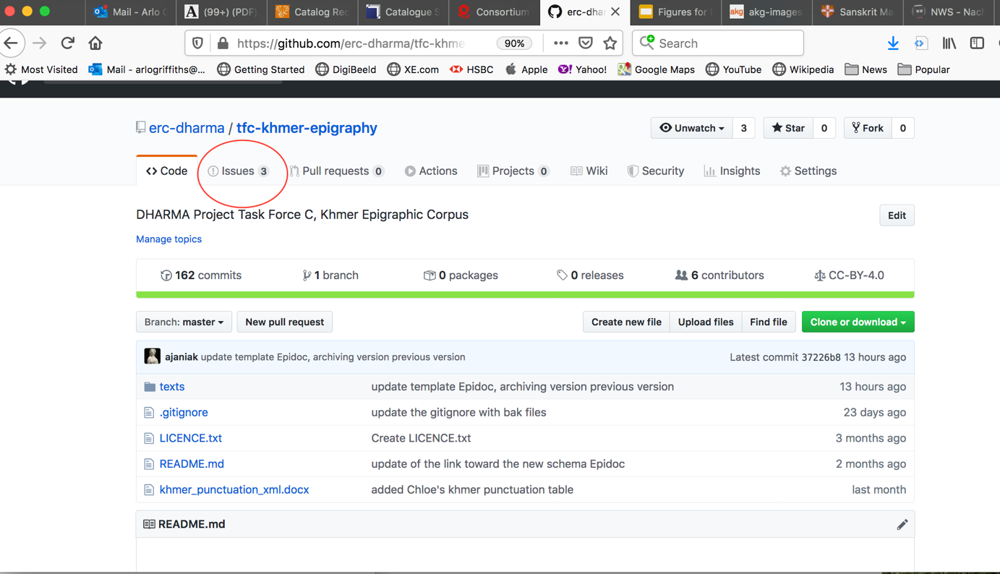 Mail - Arlo
(99+) (PDF)
Catalog Rec
Catalogue S
Consortium
erc-dhar
Figures for
akg-images
Sanskrit Ma
NWS - Nach
https://github.com/erc-dharma/tfc-khme
90%
Search
Most Visited
Mail - arlogriffiths@...
Getting Started
DigiBeeld
XE.com
HSBC
Apple
Yahoo!
Google Maps
YouTube
Wikipedia
News
Popular
erc-dharma / tfc-khmer-epigraphy
Unwatch 3
Star 0
Fork 0
Code
Issues 3
Pull requests 0
Actions
Projects 0
Wiki
Security
Insights
Settings
DHARMA Project Task Force C, Khmer Epigraphic Corpus
Edit
Manage topics
162 commits
1 branch
0 packages
0 releases
6 contributors
CC-BY-4.0
Branch: master
New pull request
Create new file
Upload files
Find file
Clone or download
ajaniak update template Epidoc, archiving version previous version
Latest commit 37226b8 13 hours ago
texts update template Epidoc, archiving version previous version 13 hours ago
.gitignore update the gitignore with bak files 23 days ago
LICENCE.txt Create LICENCE.txt 3 months ago
README.md update of the link toward the new schema Epidoc 2 months ago
khmer_punctuation_xml.docx added Chloe's khmer punctuation table last month
README.md